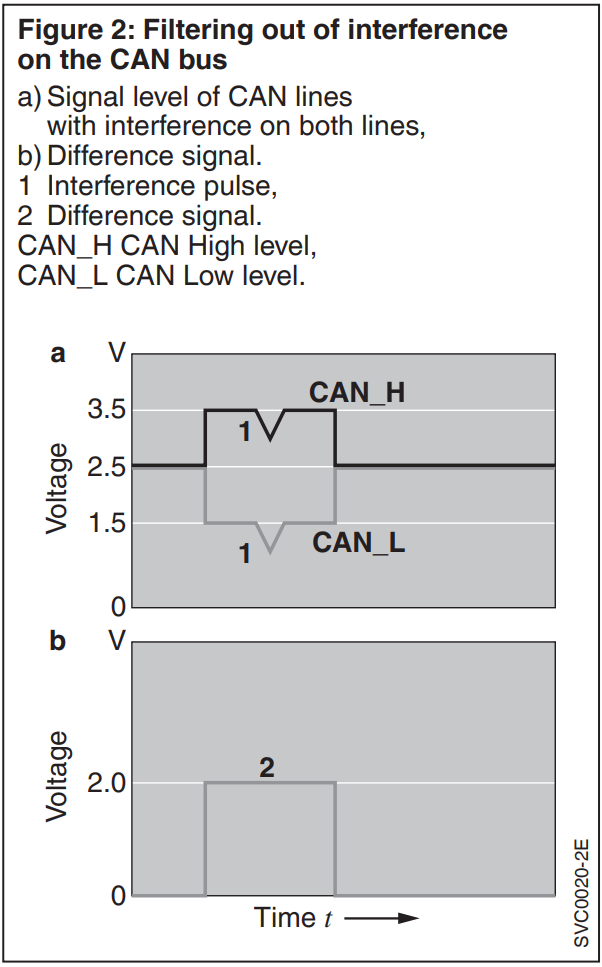 Figure 2: Filtering out of interference
on the CAN bus
a) Signal level of CAN lines
with interference on both lines,
b) Difference signal.
1 Interference pulse,
2 Difference signal.
CAN_H CAN High level,
CAN_L CAN Low level.
a
V
CAN_H
3.5
1
2.5
Voltage
1.5
CAN_L
1
0
b
V
2
2.0
Voltage
0
Time t
SVC0020-2E